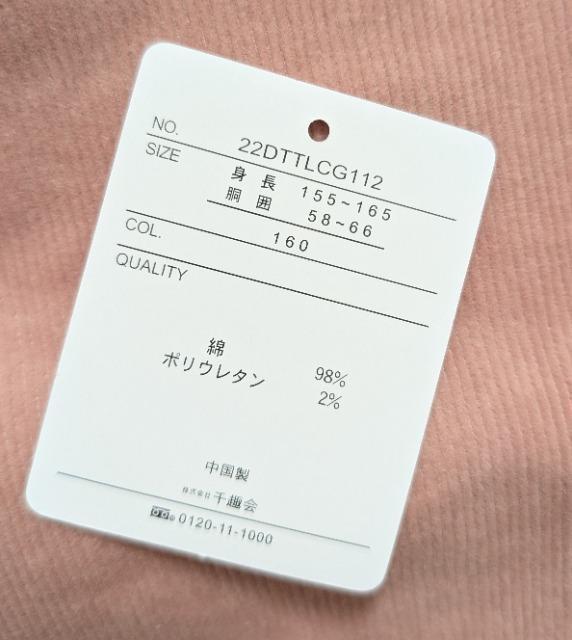 NO. 22DTTLCG112
SIZE 身長 155~165
胴囲 58~66
160
COL.
QUALITY
綿 98%
ポリウレタン 2%
中国製
株式会社千趣会
0120-11-1000